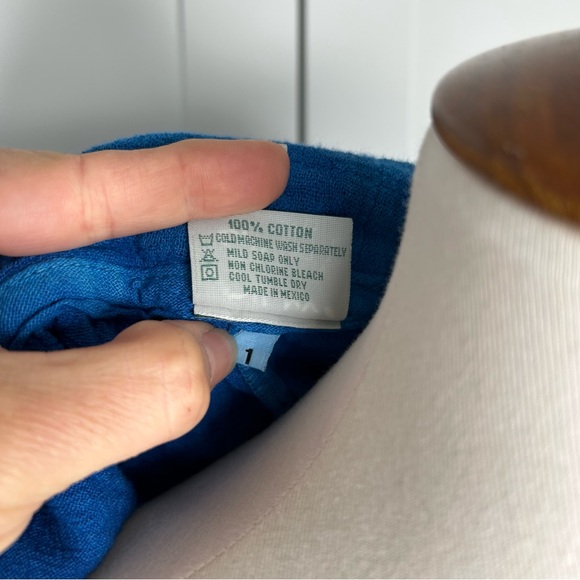 100% COTTON
COLD MACHINE WASH SEPARATELY
MILD SOAP ONLY
NON CHLORINE BLEACH
COOL TUMBLE DRY
MADE IN MEXICO
1